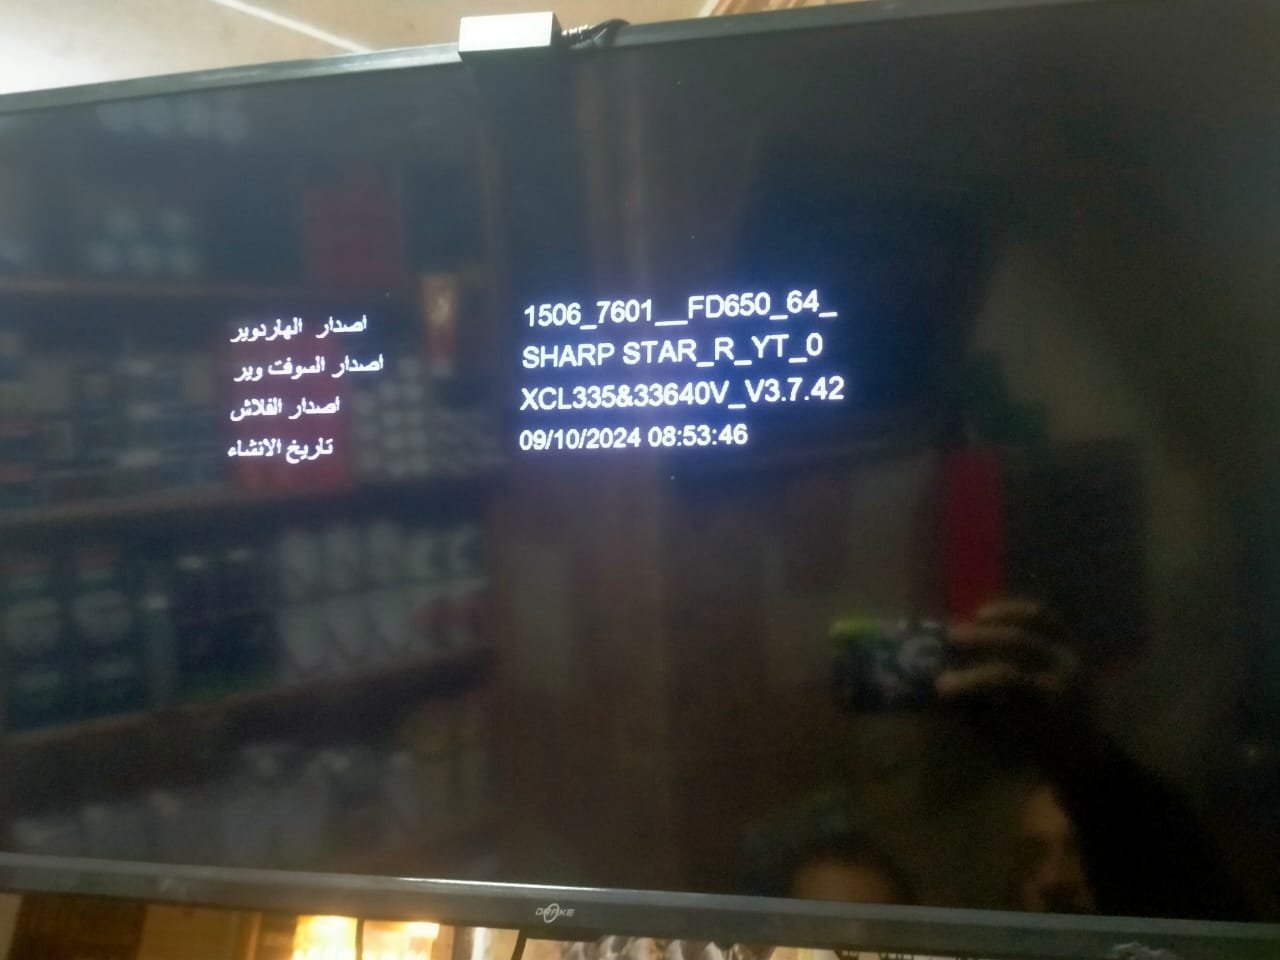 اصدار الهاردوير 1506_7601__FD650_64_
اصدار السوفت وير SHARP STAR_R_YT_0
اصدار الفلاش XCL335&33640V_V3.7.42
تاريخ الانشاء 09/10/2024 08:53:46
DRAKE